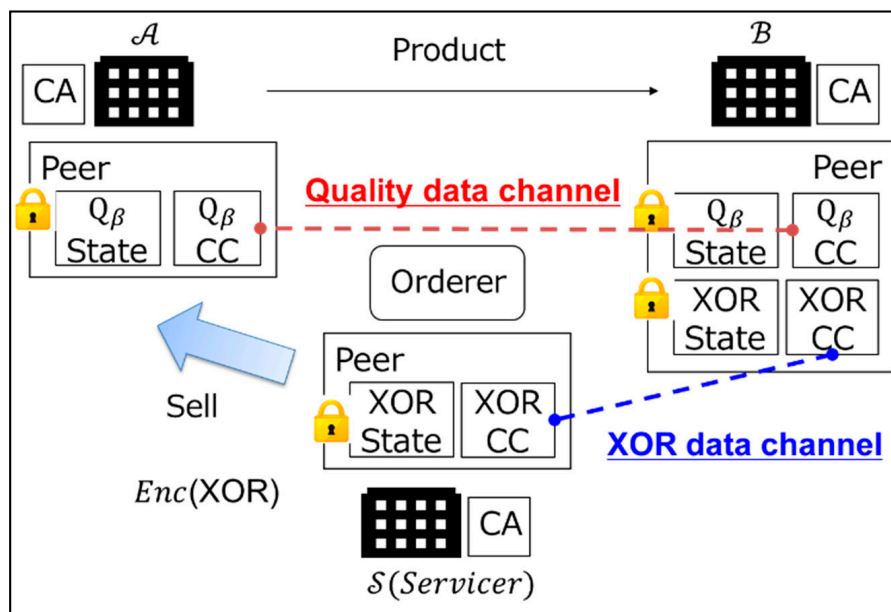 𝒜
Product
ℬ
CA
CA
Peer
Peer
Quality data channel
Qβ
State
Qβ
CC
Qβ
State
Qβ
CC
Orderer
XOR
State
XOR
CC
Peer
Sell
XOR
State
XOR
CC
XOR data channel
Enc(XOR)
CA
𝒮(Servicer)